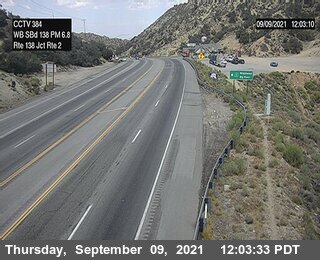 CCTV 384
WB SBd 138 PM 6.8
Rte 138 Jct Rte 2
09/09/2021 12:03:10
Thursday, September 09, 2021 12:03:33 PDT